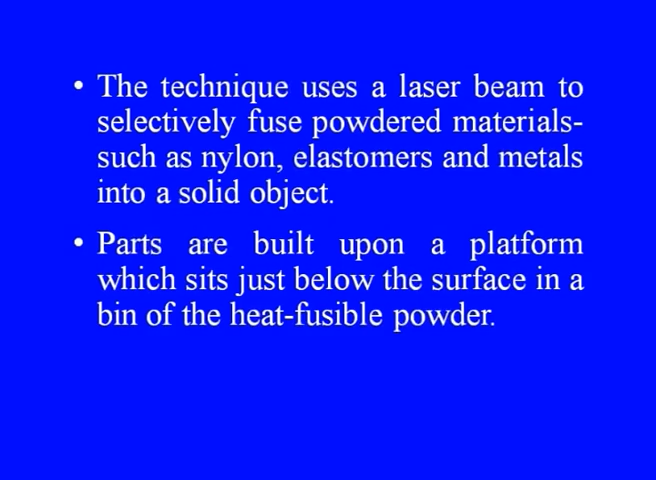 • The technique uses a laser beam to
selectively fuse powdered materials-
such as nylon, elastomers and metals
into a solid object.
• Parts are built upon a platform
which sits just below the surface in a
bin of the heat-fusible powder.